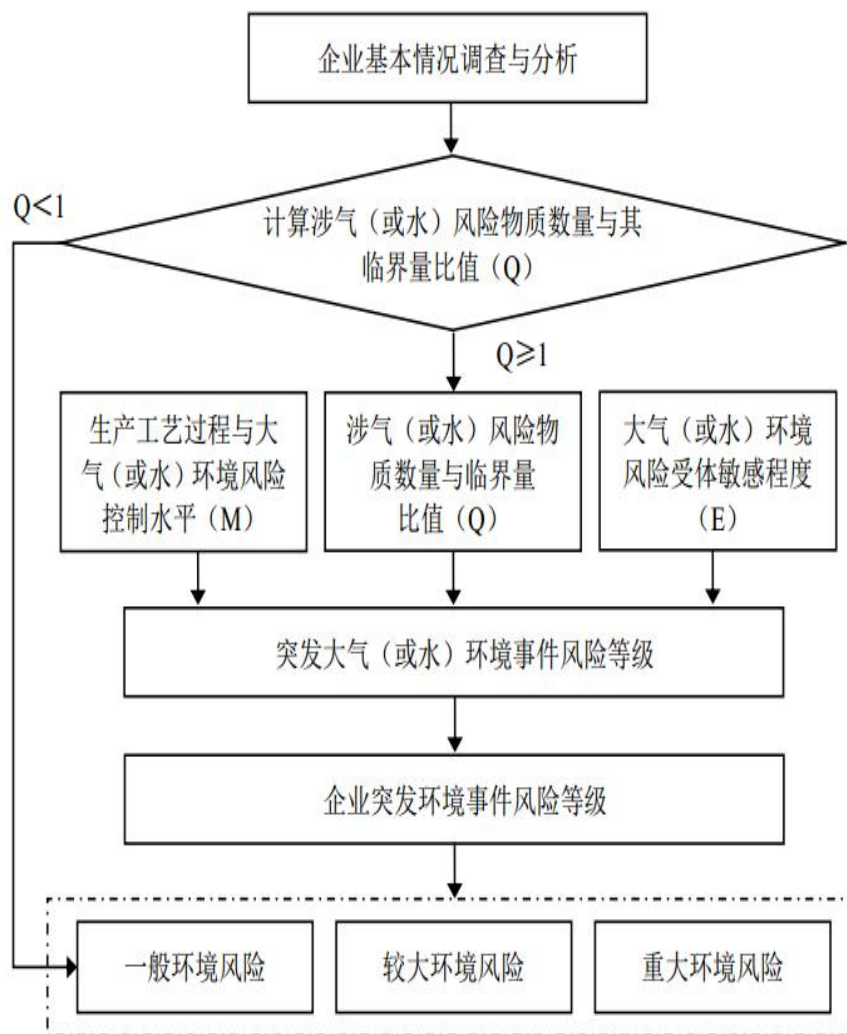 企业基本情况调查与分析
Q<1
计算涉气（或水）风险物质数量与其
临界量比值（Q）
Q≥1
生产工艺过程与大
气（或水）环境风险
控制水平（M）
涉气（或水）风险物
质数量与临界量
比值（Q）
大气（或水）环境
风险受体敏感程度
（E）
突发大气（或水）环境事件风险等级
企业突发环境事件风险等级
一般环境风险
较大环境风险
重大环境风险